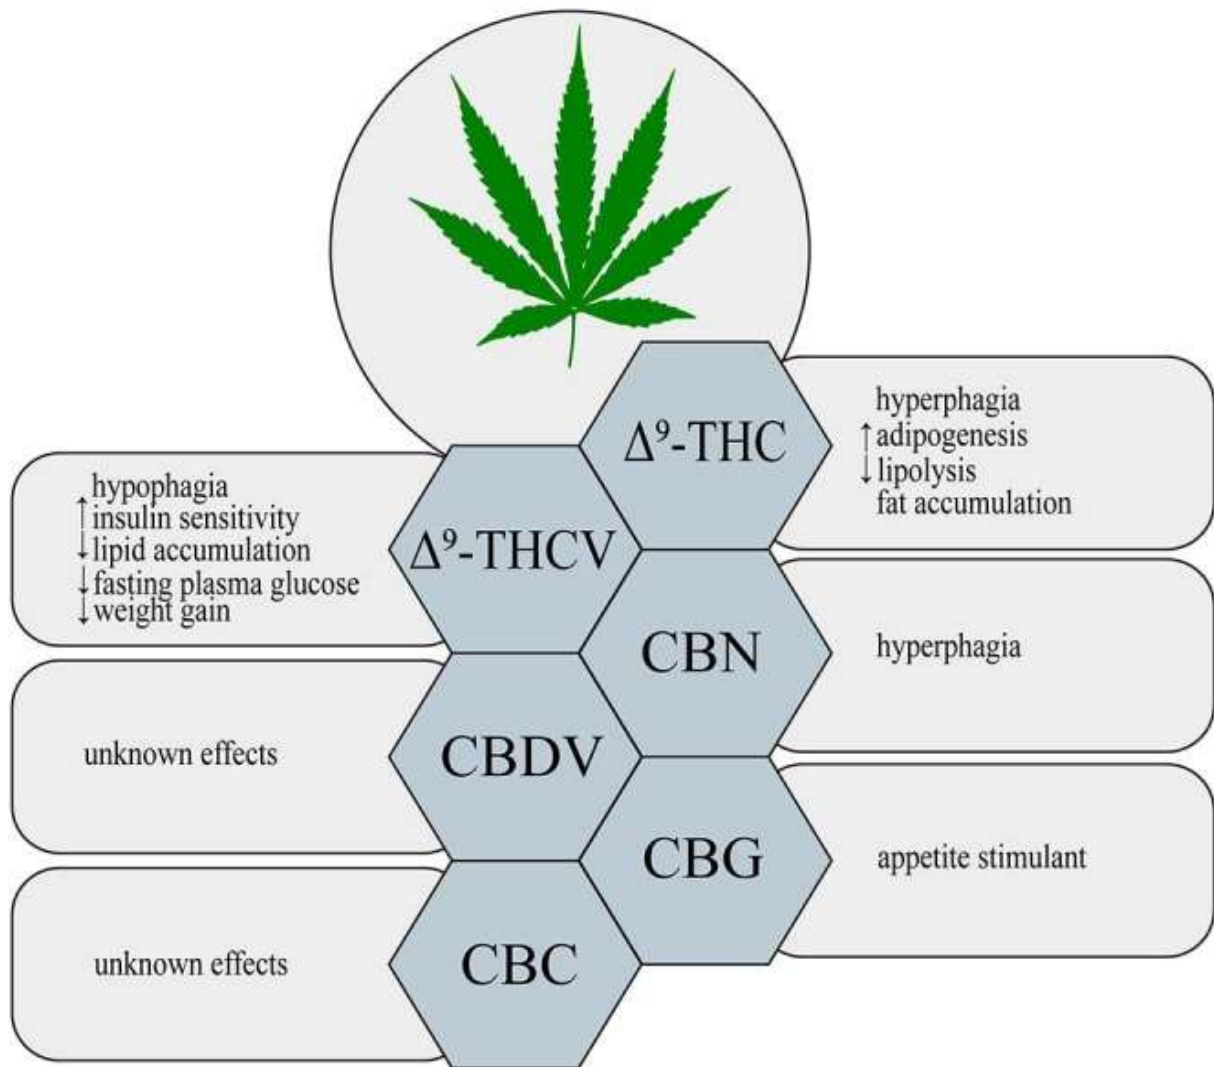 Δ⁹-THC
hyperphagia
↑adipogenesis
↓lipolysis
fat accumulation
Δ⁹-THCV
hypophagia
↑insulin sensitivity
↓lipid accumulation
↓fasting plasma glucose
↓weight gain
CBN
hyperphagia
CBDV
unknown effects
CBG
appetite stimulant
CBC
unknown effects